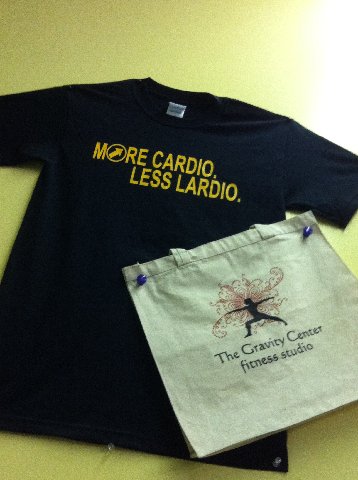 MORE CARDIO.
LESS LARDIO.
The Gravity Center
fitness studio